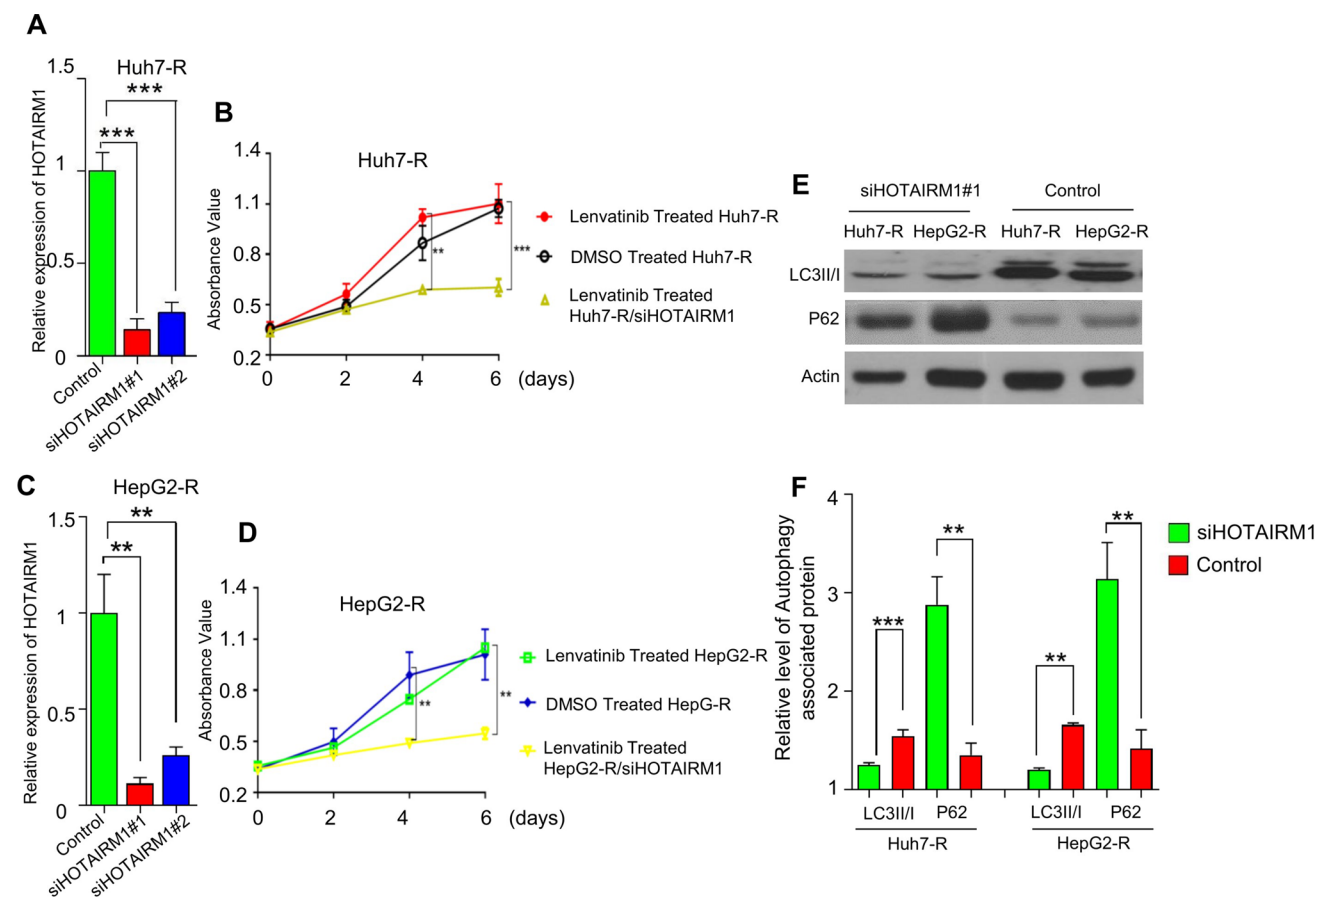 A
Huh7-R
1.5
1
0.5
0
Relative expression of HOTAIRM1
***
***
Control
siHOTAIRM1#1
siHOTAIRM1#2
B
Huh7-R
Absorbance Value
1.4
1.1
0.8
0.5
0.2
0
2
4
6
(days)
**
***
Lenvatinib Treated Huh7-R
DMSO Treated Huh7-R
Lenvatinib Treated
Huh7-R/siHOTAIRM1
E
siHOTAIRM1#1
Control
Huh7-R
HepG2-R
Huh7-R
HepG2-R
LC3II/I
P62
Actin
C
HepG2-R
1.5
1
0.5
0
Relative expression of HOTAIRM1
**
**
Control
siHOTAIRM1#1
siHOTAIRM1#2
D
HepG2-R
Absorbance Value
1.4
1.1
0.8
0.5
0.2
0
2
4
6
(days)
**
**
Lenvatinib Treated HepG2-R
DMSO Treated HepG-R
Lenvatinib Treated
HepG2-R/siHOTAIRM1
F
Relative level of Autophagy
associated protein
4
3
2
1
***
**
**
**
siHOTAIRM1
Control
LC3II/I
P62
LC3II/I
P62
Huh7-R
HepG2-R